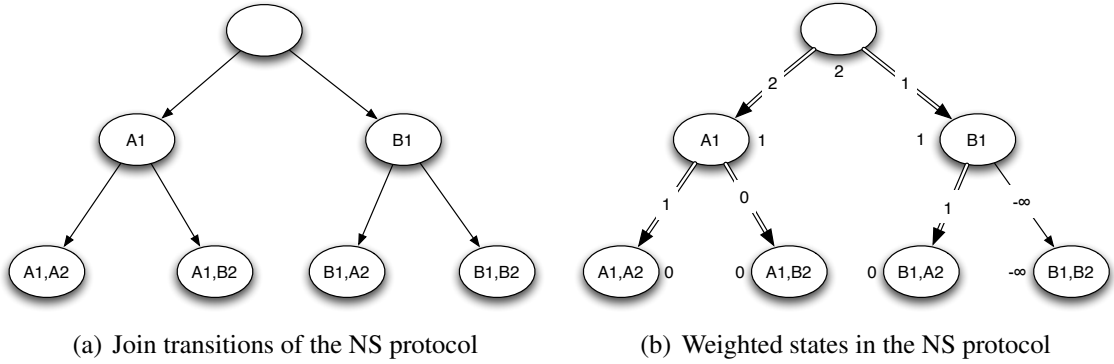 2
2
1
A1
B1
A1
1
1
B1
1
0
1
-∞
A1,A2
A1,B2
B1,A2
B1,B2
A1,A2
0
0
A1,B2
0
B1,A2
-∞
B1,B2
(a) Join transitions of the NS protocol
(b) Weighted states in the NS protocol